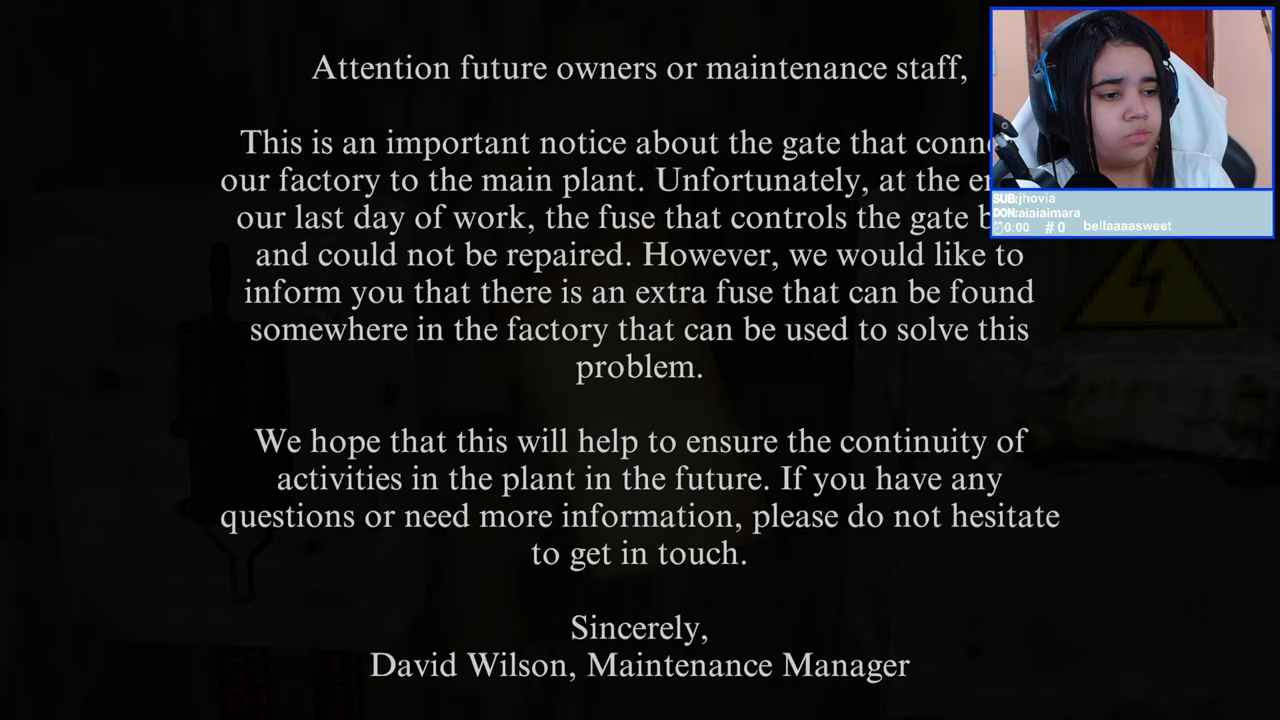 Attention future owners or maintenance staff,
This is an important notice about the gate that
our factory to the main plant. Unfortunately, at the
our last day of work, the fuse that controls the gate
and could not be repaired. However, we would like to
inform you that there is an extra fuse that can be found
somewhere in the factory that can be used to solve this
problem.
We hope that this will help to ensure the continuity of
activities in the plant in the future. If you have any
questions or need more information, please do not hesitate
to get in touch.
Sincerely,
David Wilson, Maintenance Manager
SUB:jhovia
DON:aiaiaimara
0:00 #0 bellaaaasweet